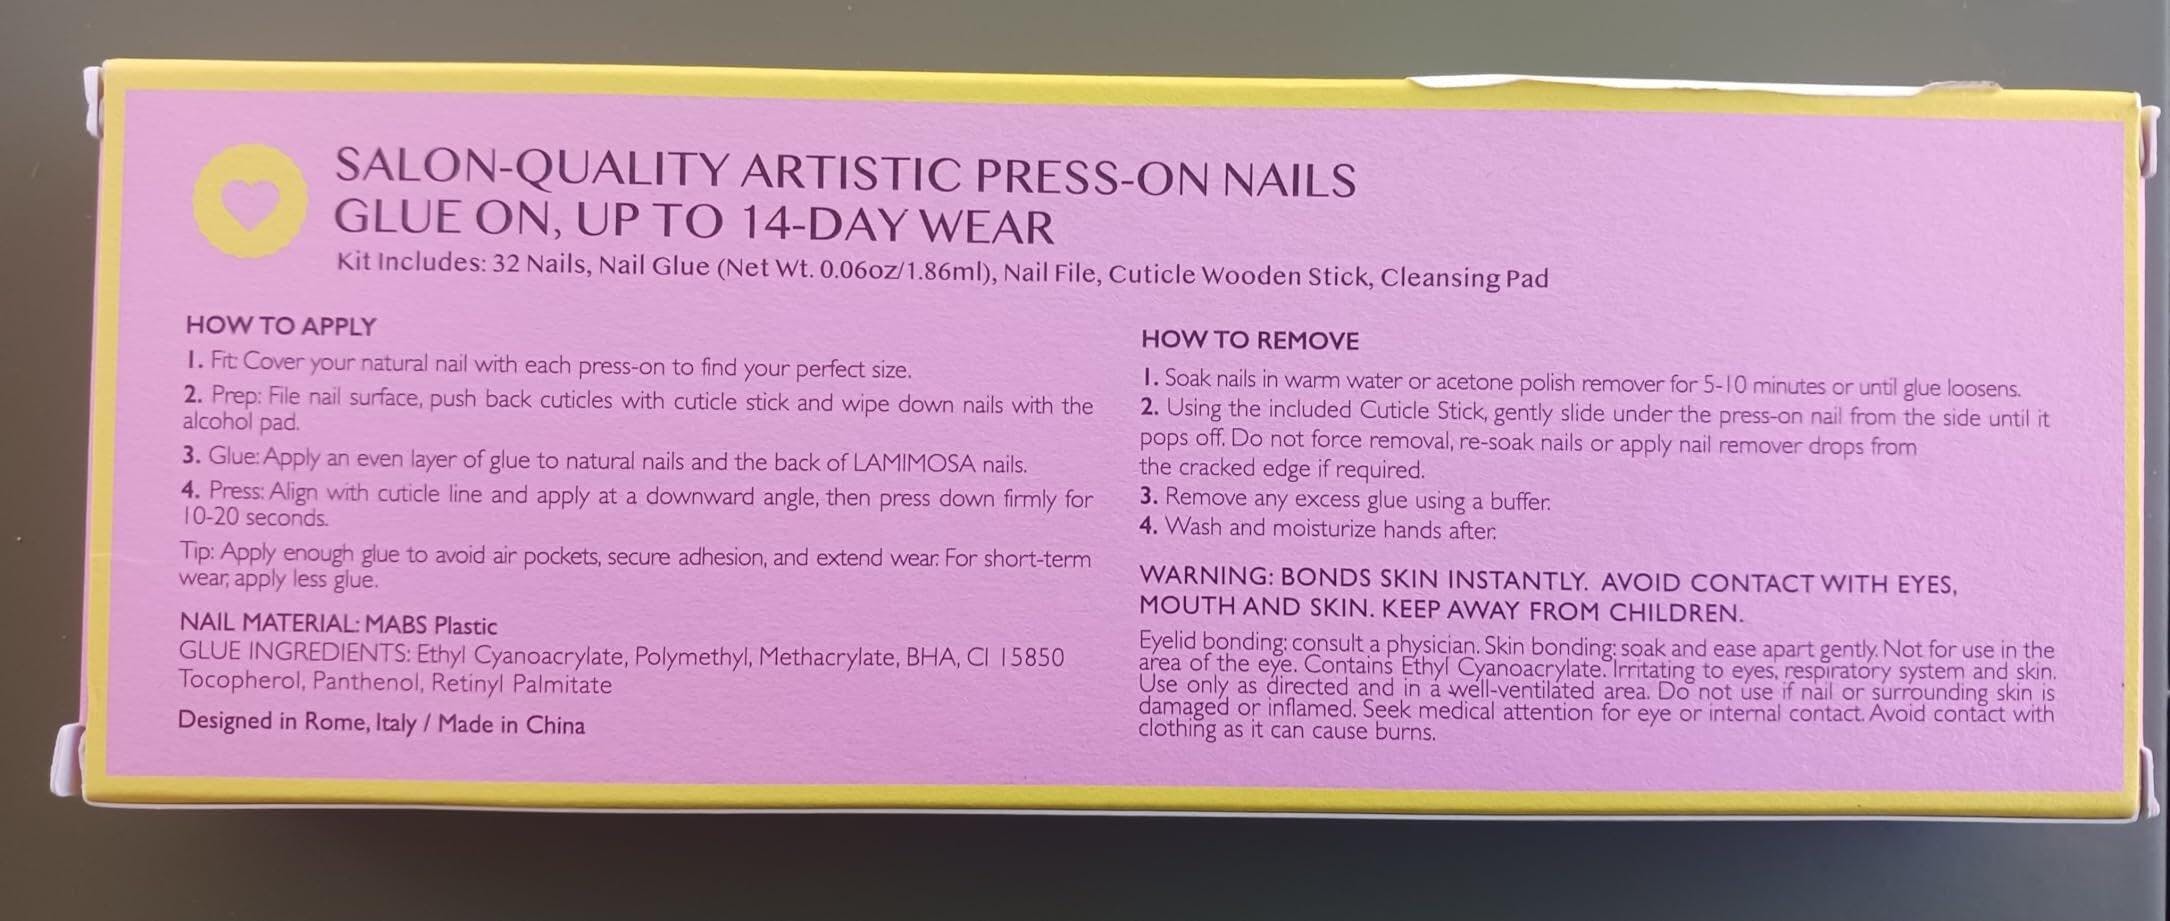 SALON-QUALITY ARTISTIC PRESS-ON NAILS
GLUE ON, UP TO 14-DAY WEAR
Kit Includes: 32 Nails, Nail Glue (Net Wt. 0.06oz/1.86ml), Nail File, Cuticle Wooden Stick, Cleansing Pad
HOW TO APPLY
1. Fit: Cover your natural nail with each press-on to find your perfect size.
2. Prep: File nail surface, push back cuticles with cuticle stick and wipe down nails with the
alcohol pad.
3. Glue: Apply an even layer of glue to natural nails and the back of LAMIMOSA nails.
4. Press: Align with cuticle line and apply at a downward angle, then press down firmly for
10-20 seconds.
Tip: Apply enough glue to avoid air pockets, secure adhesion, and extend wear. For short-term
wear, apply less glue.
NAIL MATERIAL: MABS Plastic
GLUE INGREDIENTS: Ethyl Cyanoacrylate, Polymethyl, Methacrylate, BHA, CI 15850
Tocopherol, Panthenol, Retinyl Palmitate
Designed in Rome, Italy / Made in China
HOW TO REMOVE
1. Soak nails in warm water or acetone polish remover for 5-10 minutes or until glue loosens.
2. Using the included Cuticle Stick, gently slide under the press-on nail from the side until it
pops off. Do not force removal, re-soak nails or apply nail remover drops from
the cracked edge if required.
3. Remove any excess glue using a buffer.
4. Wash and moisturize hands after.
WARNING: BONDS SKIN INSTANTLY. AVOID CONTACT WITH EYES,
MOUTH AND SKIN. KEEP AWAY FROM CHILDREN.
Eyelid bonding: consult a physician. Skin bonding: soak and ease apart gently. Not for use in the
area of the eye. Contains Ethyl Cyanoacrylate. Irritating to eyes, respiratory system and skin.
Use only as directed and in a well-ventilated area. Do not use if nail or surrounding skin is
damaged or inflamed. Seek medical attention for eye or internal contact. Avoid contact with
clothing as it can cause burns.